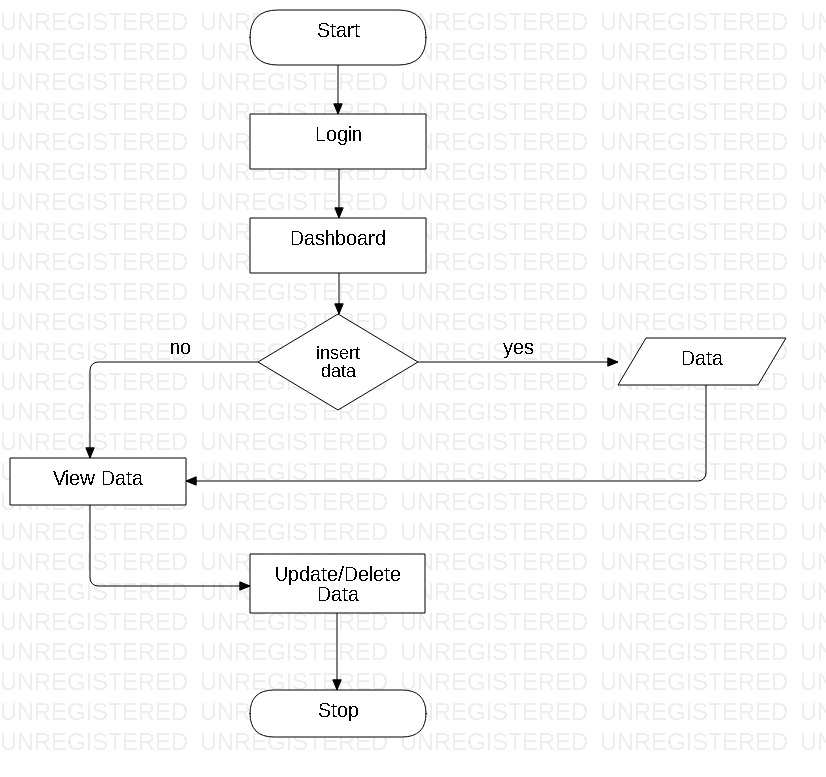 Start
Login
Dashboard
insert
data
no
yes
Data
View Data
Update/Delete
Data
Stop
UNREGISTERED